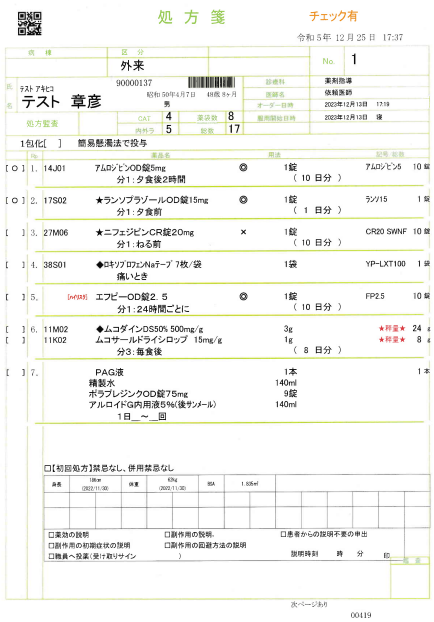 処方箋
チェック有
令和 5 年 12 月 25 日 17:37
病棟
区分
外来
No.
1
氏名
テスト アキヒコ
テスト 章彦
90000137
昭和 50年4月7日 48歳 8ヶ月
男
診療科 薬剤指導
医師名 依頼医師
オーダー日時 2023年12月13日 17:19
服用開始日時 2023年12月13日 寝
処方監査
CAT 4 薬袋数 8
内外ラ 5 総数 17
1包化[ ] 簡易懸濁法で投与
No. 薬品名 用法 記号 総数
[ ○ ] 1. 14J01 アムロジピンOD錠5mg ◎ 1錠 アムロジピン5 10 錠
分1：夕食後2時間 ( 10 日分 )
[ ○ ] 2. 17S02 ★ランソプラゾールOD錠15mg ◎ 1錠 ランソ15 1 錠
分1：夕食前 ( 1 日分 )
[ ] 3. 27M06 ★ニフェジピンCR錠20mg × 1錠 CR20 SWNF 10 錠
分1：ねる前 ( 10 日分 )
[ ] 4. 38S01 ◆ロキソプロフェンNaテープ 7枚/袋 1袋 YP-LXT100 1 袋
痛いとき
[ ] 5. [ハイリスク] エフピーOD錠2．5 ◎ 1錠 FP2.5 10 錠
分1：24時間ごとに ( 10 日分 )
[ ] 6. 11M02 ◆ムコダインDS50% 500mg/g 3g ★秤量★ 24 g
[ ] 11K02 ムコサールドライシロップ 15mg/g 1g ★秤量★ 8 g
分3：毎食後 ( 8 日分 )
[ ] 7. PAG液 1本 1 本
精製水 140ml
ポラプレジンクOD錠75mg 9錠
アルロイドG内用液5%(後サンメール) 140ml
1日__～__回
□【初回処方】禁忌なし、併用禁忌なし
身長 (2022/11/30) 体重 62kg (2022/11/30) BSA
□薬効の説明 □副作用の説明 □患者からの説明不要の申出
□副作用の初期症状の説明 □副作用の回避方法の説明
□職員へ投薬(受け取りサイン ) 説明時刻 時 分 印
次ページあり
00419